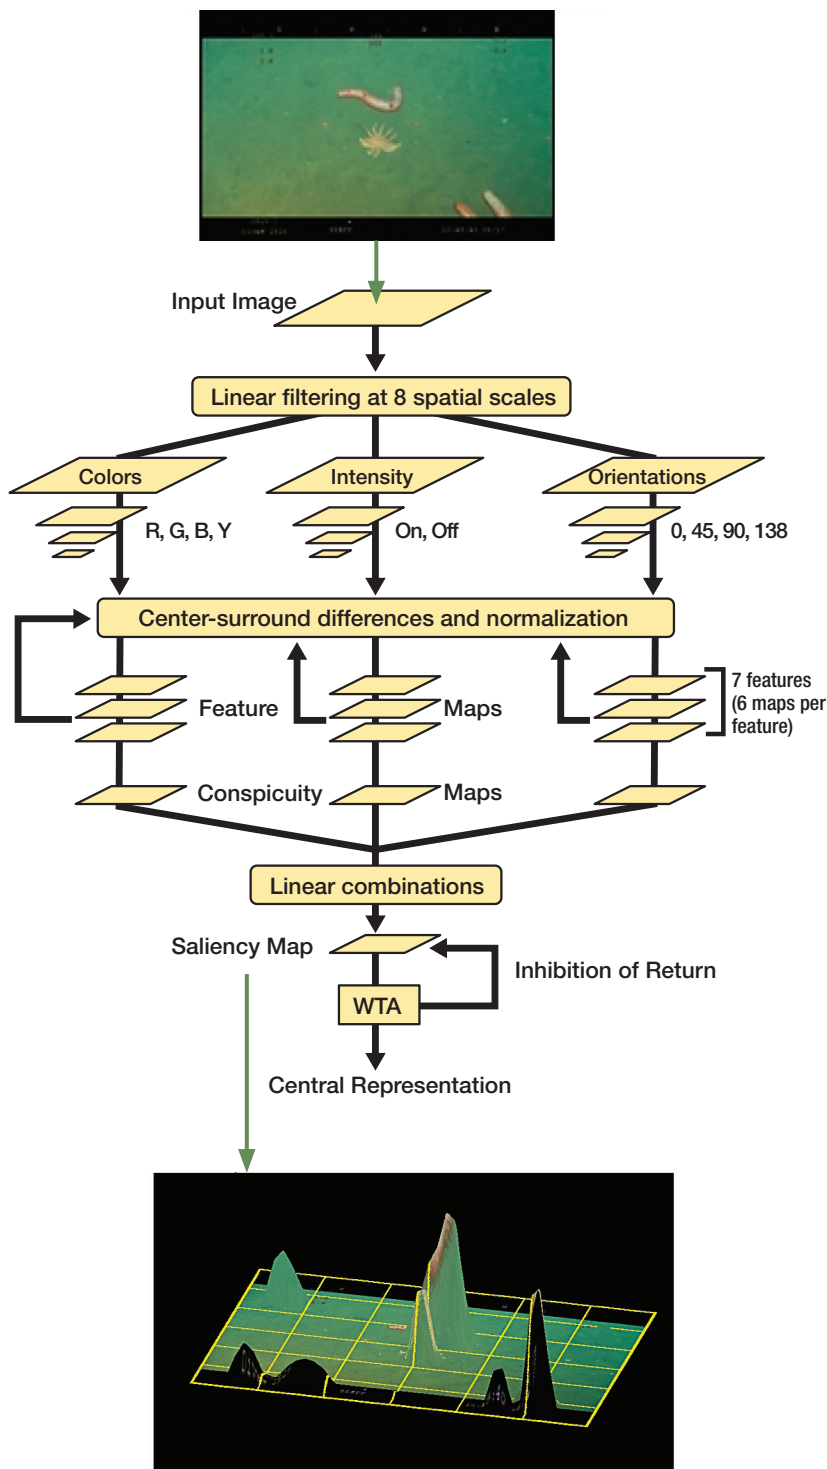 Input Image
Linear filtering at 8 spatial scales
Colors
Intensity
Orientations
R, G, B, Y
On, Off
0, 45, 90, 138
Center-surround differences and normalization
Feature
Maps
7 features
(6 maps per
feature)
Conspicuity
Maps
Linear combinations
Saliency Map
Inhibition of Return
WTA
Central Representation